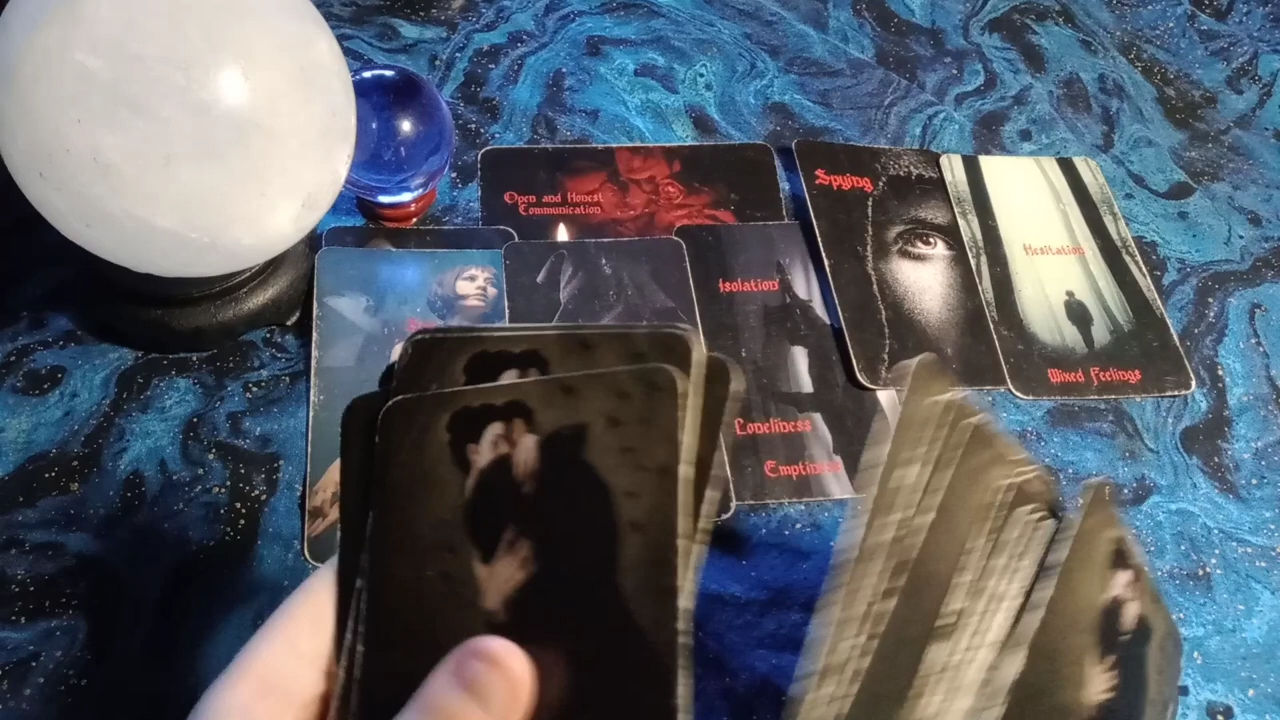 Open and Honest
Communication
Spying
Hesitation
Mixed Feelings
Isolation
Loneliness
Emptiness